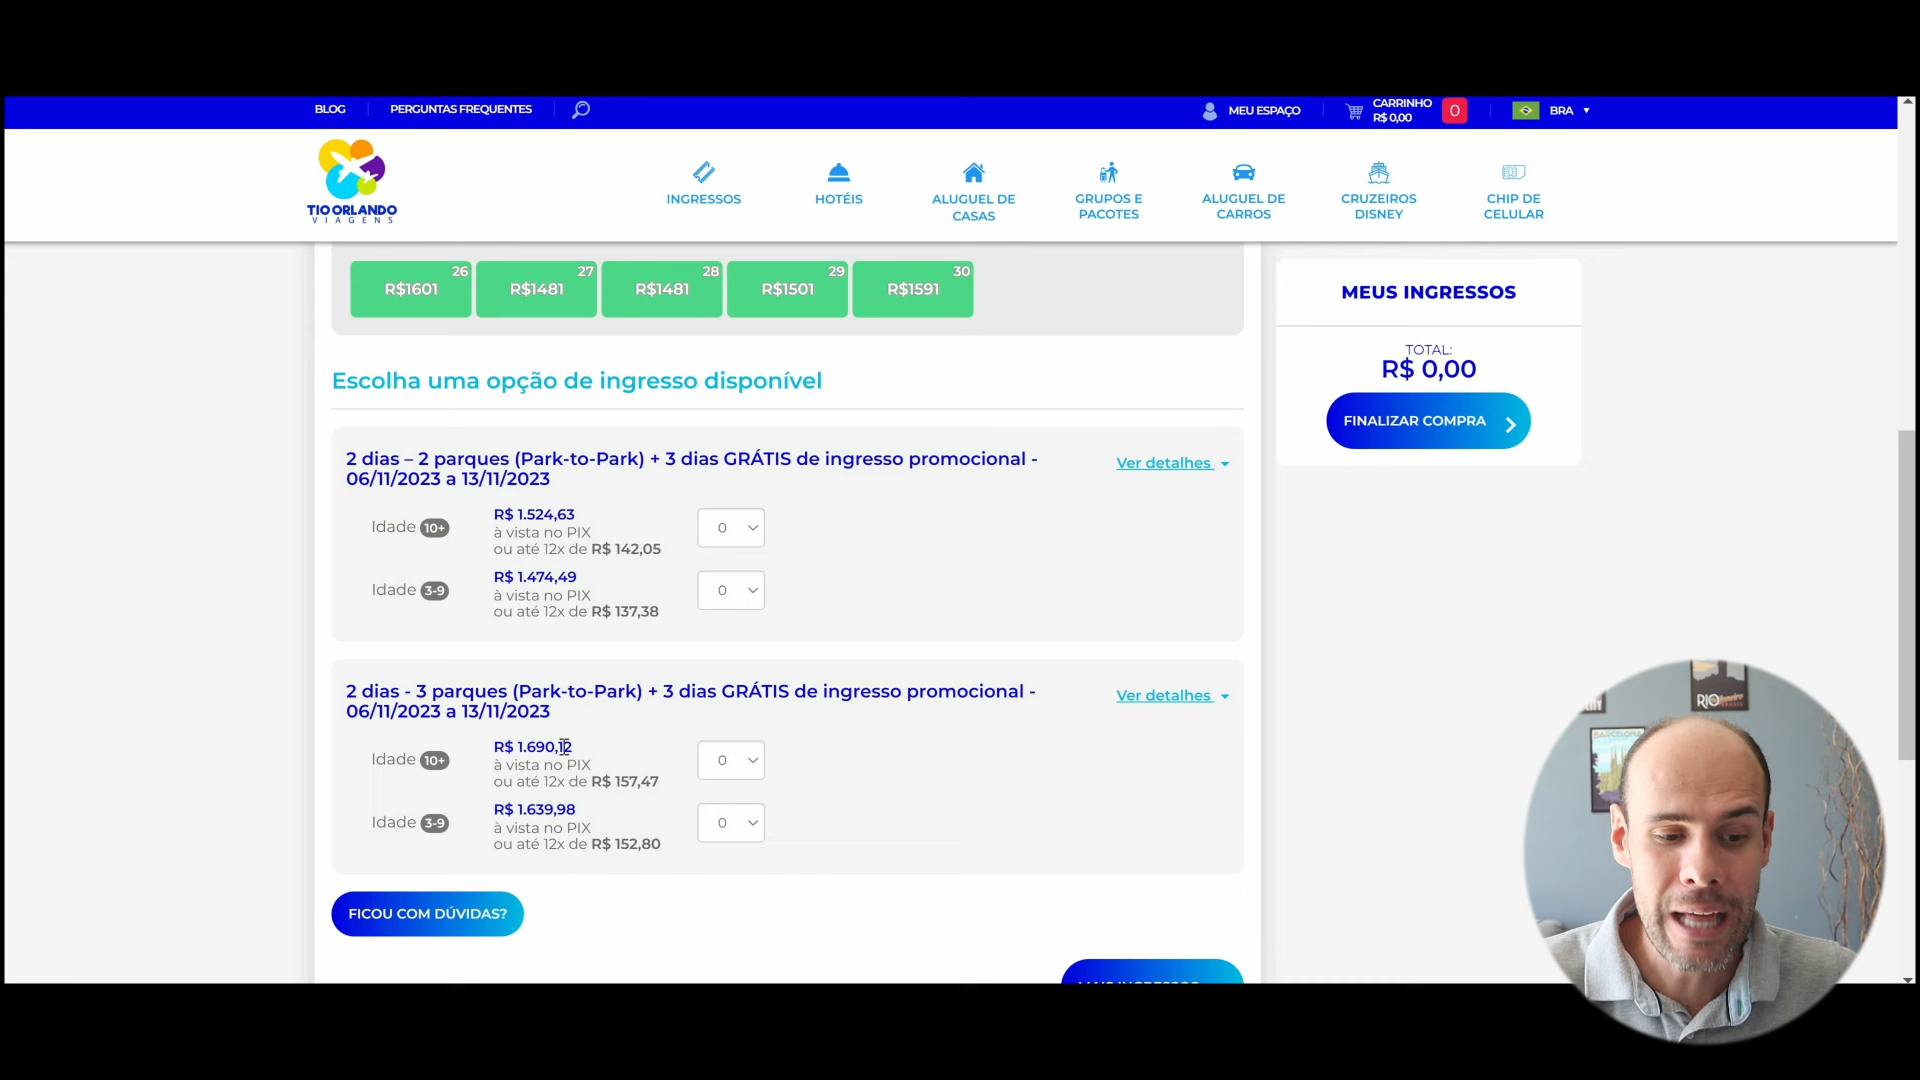 BLOG
PERGUNTAS FREQUENTES
MEU ESPAÇO
CARRINHO
R$ 0,00
0
BRA
TIO ORLANDO
VIAGENS
INGRESSOS
HOTÉIS
ALUGUEL DE
CASAS
GRUPOS E
PACOTES
ALUGUEL DE
CARROS
CRUZEIROS
DISNEY
CHIP DE
CELULAR
26
R$1601
27
R$1481
28
R$1481
29
R$1501
30
R$1591
MEUS INGRESSOS
TOTAL:
R$ 0,00
FINALIZAR COMPRA
Escolha uma opção de ingresso disponível
2 dias – 2 parques (Park-to-Park) + 3 dias GRÁTIS de ingresso promocional -
06/11/2023 a 13/11/2023
Ver detalhes
Idade 10+
R$ 1.524,63
à vista no PIX
ou até 12x de R$ 142,05
0
Idade 3-9
R$ 1.474,49
à vista no PIX
ou até 12x de R$ 137,38
0
2 dias - 3 parques (Park-to-Park) + 3 dias GRÁTIS de ingresso promocional -
06/11/2023 a 13/11/2023
Ver detalhes
Idade 10+
R$ 1.690,12
à vista no PIX
ou até 12x de R$ 157,47
0
Idade 3-9
R$ 1.639,98
à vista no PIX
ou até 12x de R$ 152,80
0
FICOU COM DÚVIDAS?
RIO
BARCELONA